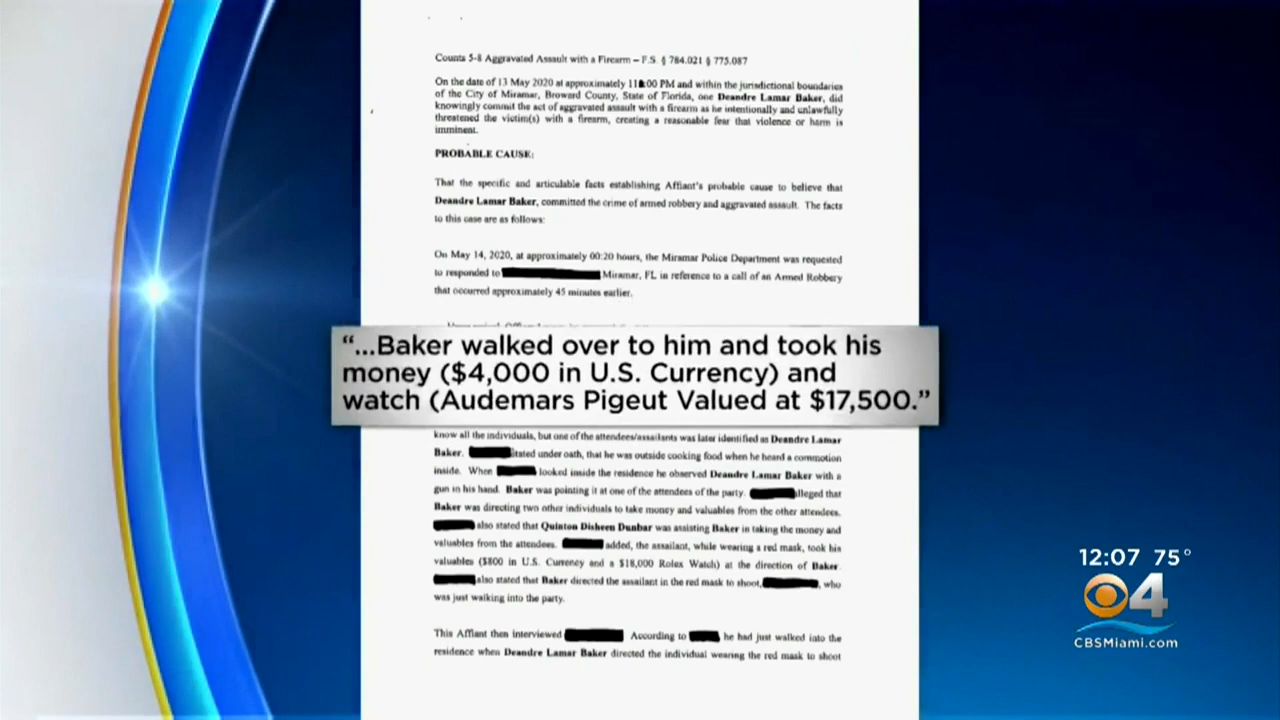 Counts 5-8 Aggravated Assault with a Firearm – F.S. § 784.021 § 775.087
On the date of 13 May 2020 at approximately PM and within the jurisdictional boundaries
of the City of Miramar, Broward County, State of Florida, one Deandre Lamar Baker, did
knowingly commit the act of aggravated assault with a firearm as he intentionally and unlawfully
threatened the victim(s) with a firearm, creating a reasonable fear that violence or harm is
imminent.
PROBABLE CAUSE:
That the specific and articulable facts establishing Affiant's probable cause to believe that
Deandre Lamar Baker, committed the crime of armed robbery and aggravated assault. The facts
to this case are as follows:
On May 14, 2020, at approximately 00:20 hours, the Miramar Police Department was requested
to responded to Miramar, FL in reference to a call of an Armed Robbery
that occurred approximately 45 minutes earlier.
“...Baker walked over to him and took his
money ($4,000 in U.S. Currency) and
watch (Audemars Pigeut Valued at $17,500.”
know all the individuals, but one of the attendees/assailants was later identified as Deandre Lamar
Baker. stated under oath, that he was outside cooking food when he heard a commotion
inside. When looked inside the residence he observed Deandre Lamar Baker with a
gun in his hand. Baker was pointing it at one of the attendees of the party. alleged that
Baker was directing two other individuals to take money and valuables from the other attendees.
also stated that Quinton Disheen Dunbar was assisting Baker in taking the money and
valuables from the attendees. added, the assailant, while wearing a red mask, took his
valuables ($800 in U.S. Currency and a $18,000 Rolex Watch) at the direction of Baker.
also stated that Baker directed the assailant in the red mask to shoot, , who
was just walking into the party.
This Affiant then interviewed According to he had just walked into the
residence when Deandre Lamar Baker directed the individual wearing the red mask to shoot
12:07 75°
4
CBSMiami.com